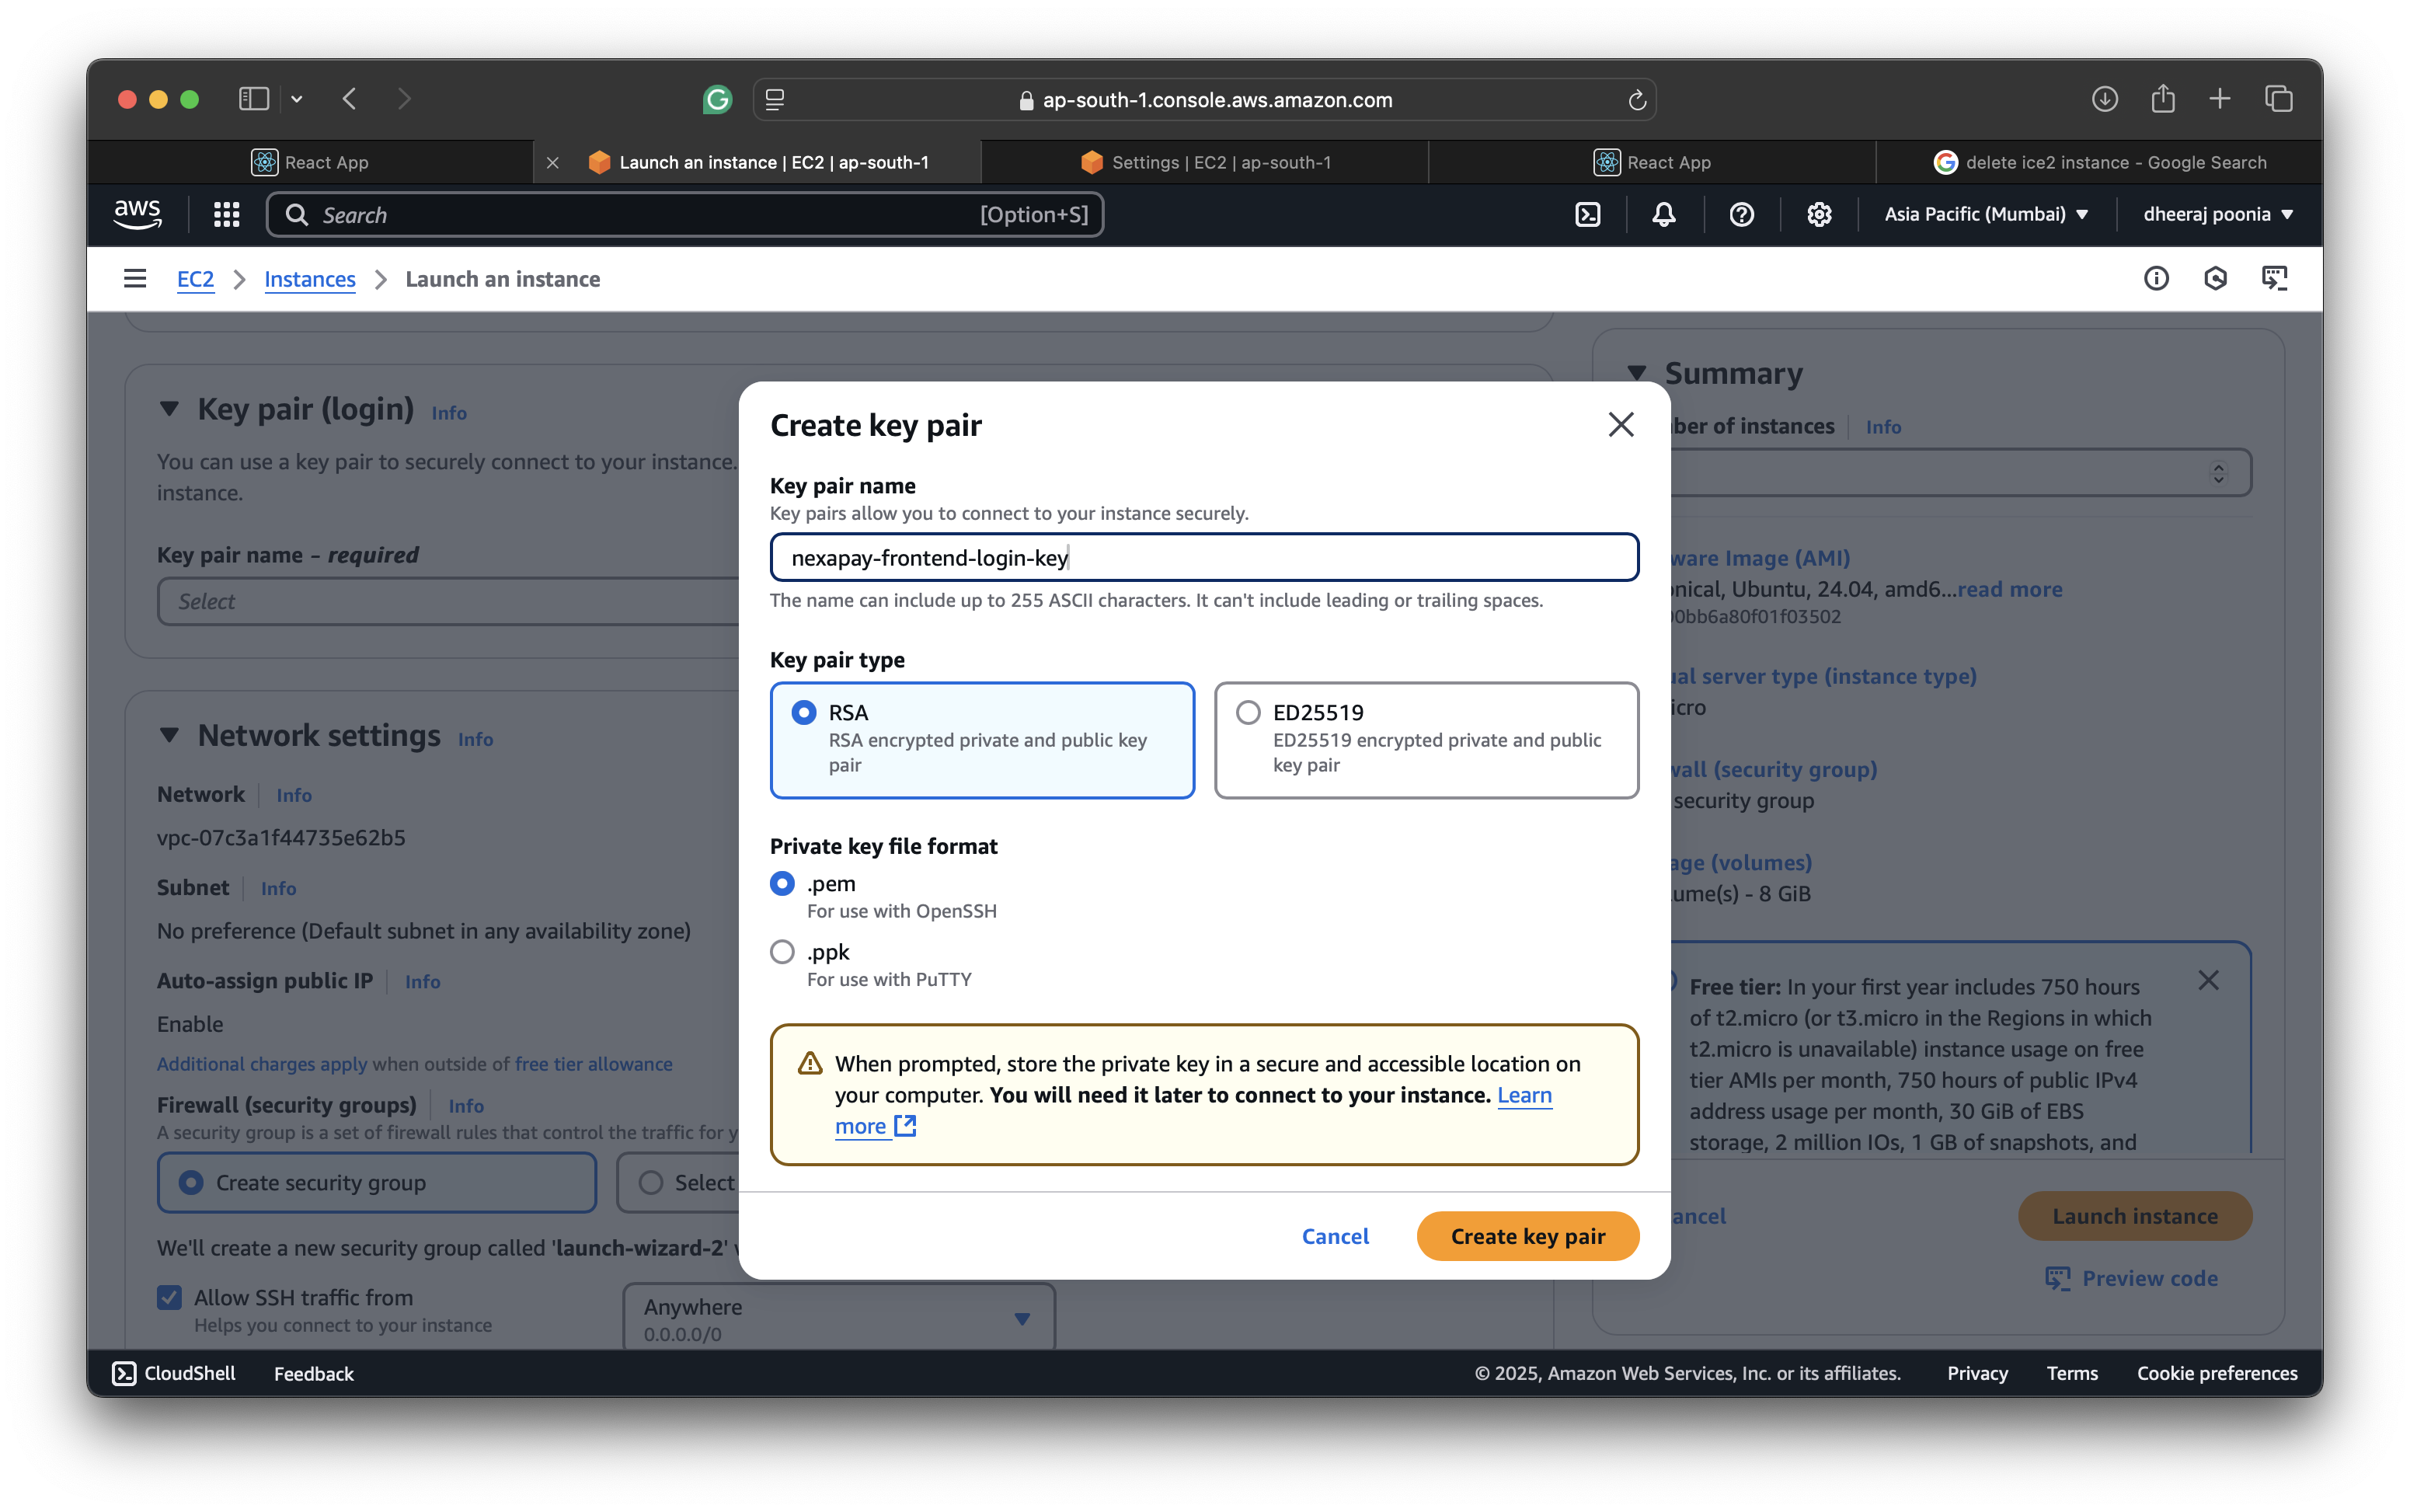 ap-south-1.console.aws.amazon.com
React App
Launch an instance | EC2 | ap-south-1
Settings | EC2 | ap-south-1
React App
delete ice2 instance - Google Search
aws
Search
[Option+S]
Asia Pacific (Mumbai)
dheeraj poonia
EC2
Instances
Launch an instance
Key pair (login) Info
You can use a key pair to securely connect to your instance.
instance.
Key pair name – required
Select
Network settings Info
Network Info
vpc-07c3a1f44735e62b5
Subnet Info
No preference (Default subnet in any availability zone)
Auto-assign public IP Info
Enable
Additional charges apply when outside of free tier allowance
Firewall (security groups) Info
A security group is a set of firewall rules that control the traffic for y
Create security group
Select
We'll create a new security group called 'launch-wizard-2'
Allow SSH traffic from
Helps you connect to your instance
Anywhere
0.0.0.0/0
Create key pair
Key pair name
Key pairs allow you to connect to your instance securely.
nexapay-frontend-login-key
The name can include up to 255 ASCII characters. It can't include leading or trailing spaces.
Key pair type
RSA
RSA encrypted private and public key
pair
ED25519
ED25519 encrypted private and public
key pair
Private key file format
.pem
For use with OpenSSH
.ppk
For use with PuTTY
When prompted, store the private key in a secure and accessible location on
your computer. You will need it later to connect to your instance. Learn
more
Cancel
Create key pair
Summary
ber of instances Info
ware Image (AMI)
nical, Ubuntu, 24.04, amd6...read more
0bb6a80f01f03502
ual server type (instance type)
icro
wall (security group)
security group
age (volumes)
ume(s) - 8 GiB
Free tier: In your first year includes 750 hours
of t2.micro (or t3.micro in the Regions in which
t2.micro is unavailable) instance usage on free
tier AMIs per month, 750 hours of public IPv4
address usage per month, 30 GiB of EBS
storage, 2 million IOs, 1 GB of snapshots, and
ancel
Launch instance
Preview code
CloudShell
Feedback
© 2025, Amazon Web Services, Inc. or its affiliates.
Privacy
Terms
Cookie preferences